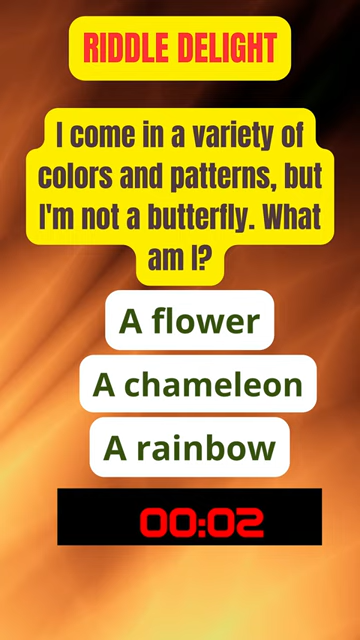 RIDDLE DELIGHT
I come in a variety of
colors and patterns, but
I'm not a butterfly. What
am I?
A flower
A chameleon
A rainbow
00:02